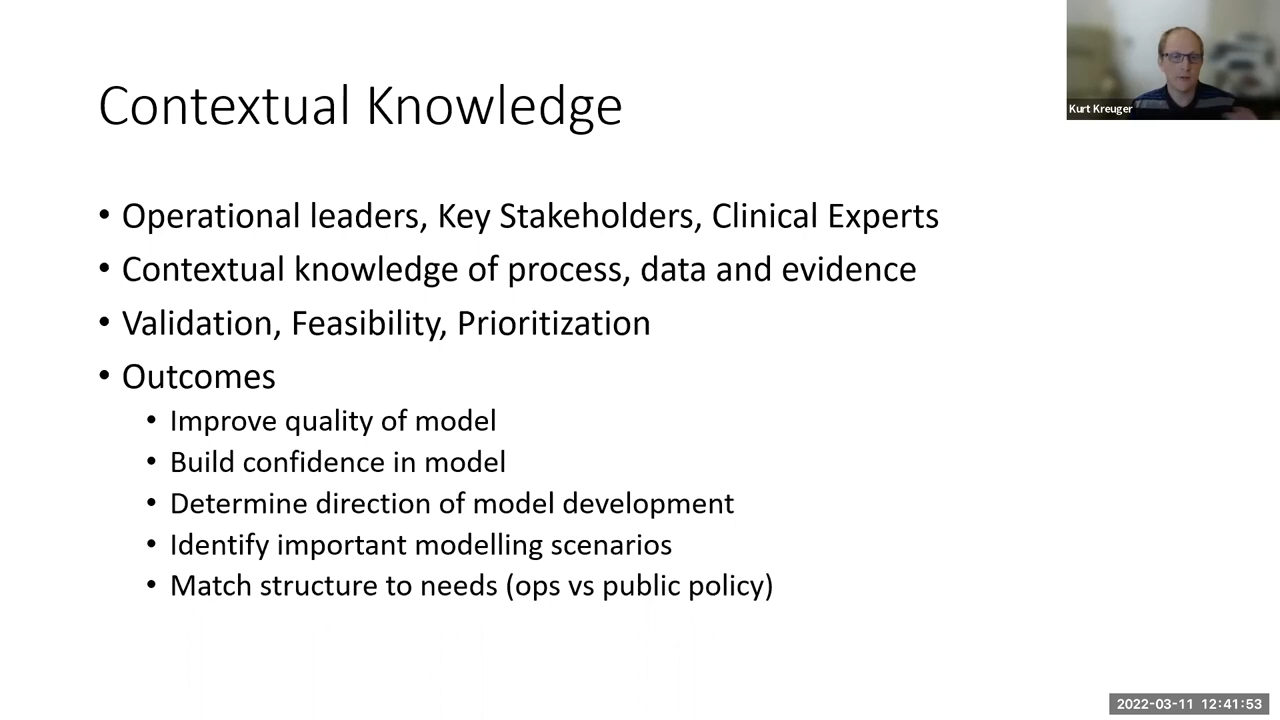 Contextual Knowledge
Kurt Kreuger
• Operational leaders, Key Stakeholders, Clinical Experts
• Contextual knowledge of process, data and evidence
• Validation, Feasibility, Prioritization
• Outcomes
• Improve quality of model
• Build confidence in model
• Determine direction of model development
• Identify important modelling scenarios
• Match structure to needs (ops vs public policy)
2022-03-11 12:41:53